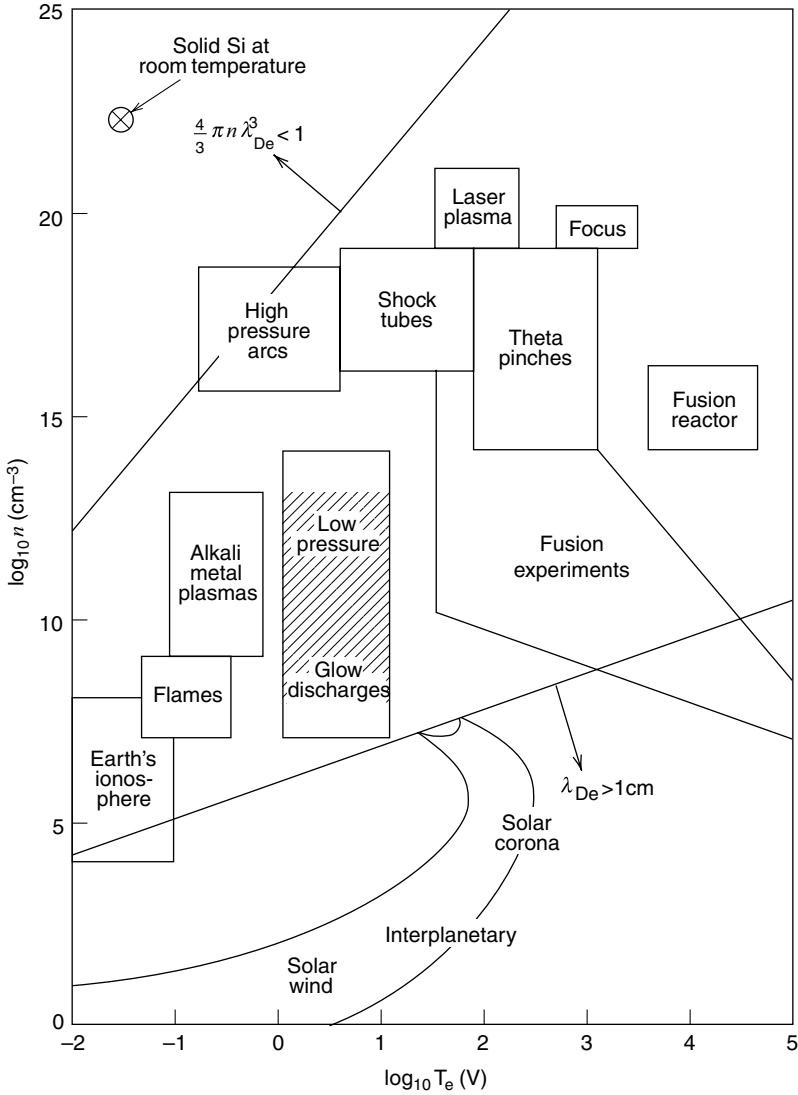 25
20
15
10
5
0
log₁₀ n (cm⁻³)
Solid Si at
room temperature
4/3 π n λ³De < 1
Laser
plasma
Focus
High
pressure
arcs
Shock
tubes
Theta
pinches
Fusion
reactor
Alkali
metal
plasmas
Low
pressure
Glow
discharges
Fusion
experiments
Flames
Earth's
ionos-
phere
λDe >1cm
Solar
corona
Interplanetary
Solar
wind
–2 –1 0 1 2 3 4 5
log₁₀ Tₑ (V)